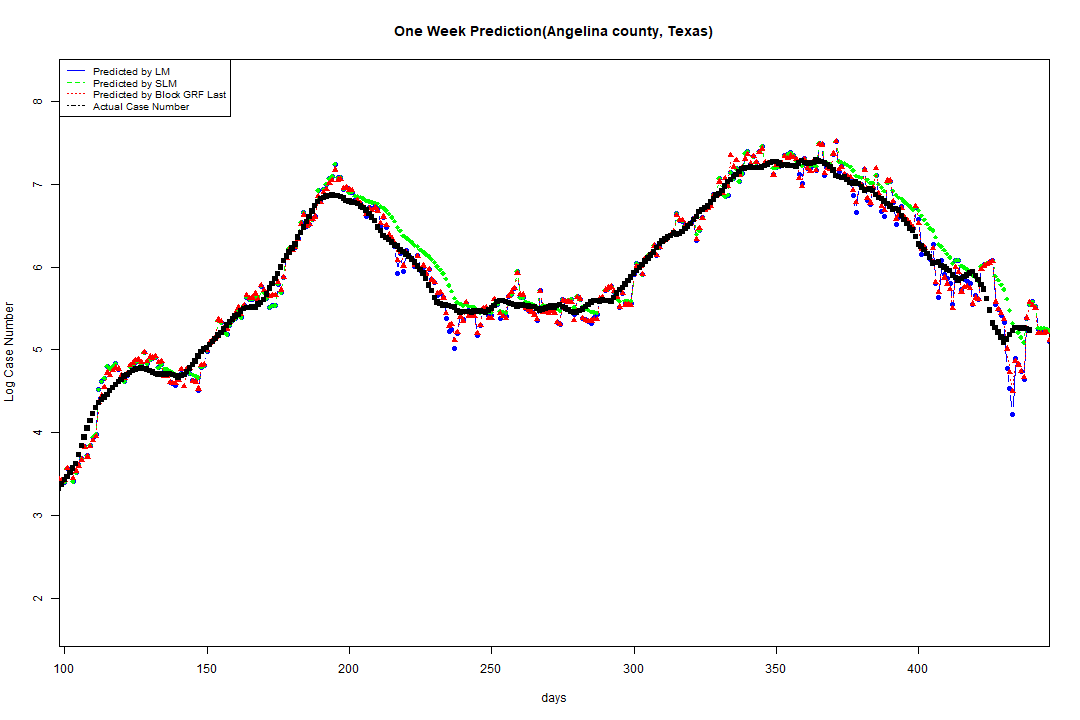 One Week Prediction(Angelina county, Texas)
Predicted by LM
Predicted by SLM
Predicted by Block GRF Last
Actual Case Number
8
7
6
5
4
3
2
Log Case Number
100 150 200 250 300 350 400
days